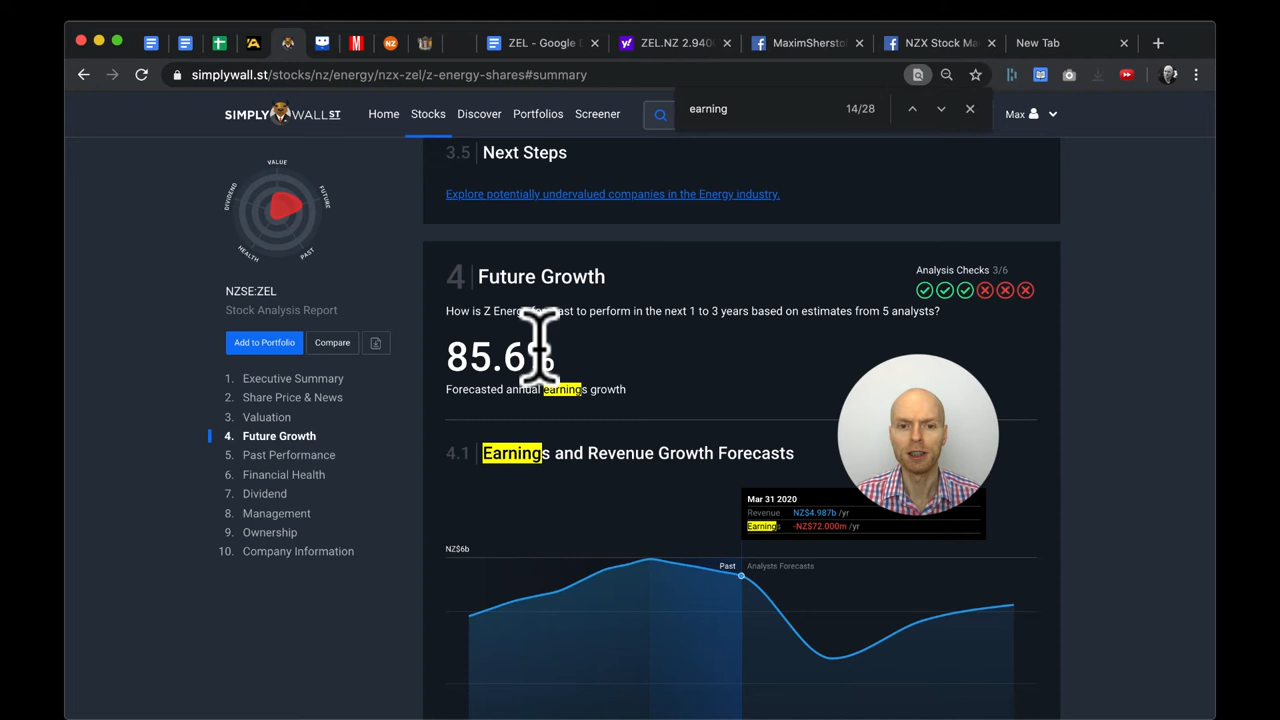 ZEL - Google
ZEL.NZ 2.940
MaximShersto
NZX Stock Ma
New Tab
simplywall.st/stocks/nz/energy/nzx-zel/z-energy-shares#summary
SIMPLY WALL ST
Home
Stocks
Discover
Portfolios
Screener
earning
14/28
Max
VALUE
FUTURE
PAST
HEALTH
DIVIDEND
NZSE:ZEL
Stock Analysis Report
Add to Portfolio
Compare
1. Executive Summary
2. Share Price & News
3. Valuation
4. Future Growth
5. Past Performance
6. Financial Health
7. Dividend
8. Management
9. Ownership
10. Company Information
3.5 Next Steps
Explore potentially undervalued companies in the Energy industry.
4 Future Growth
Analysis Checks 3/6
How is Z Energy forecast to perform in the next 1 to 3 years based on estimates from 5 analysts?
85.6%
Forecasted annual earnings growth
4.1 Earnings and Revenue Growth Forecasts
Mar 31 2020
Revenue NZ$4.987b /yr
Earnings -NZ$72.000m /yr
NZ$6b
Past
Analysts Forecasts